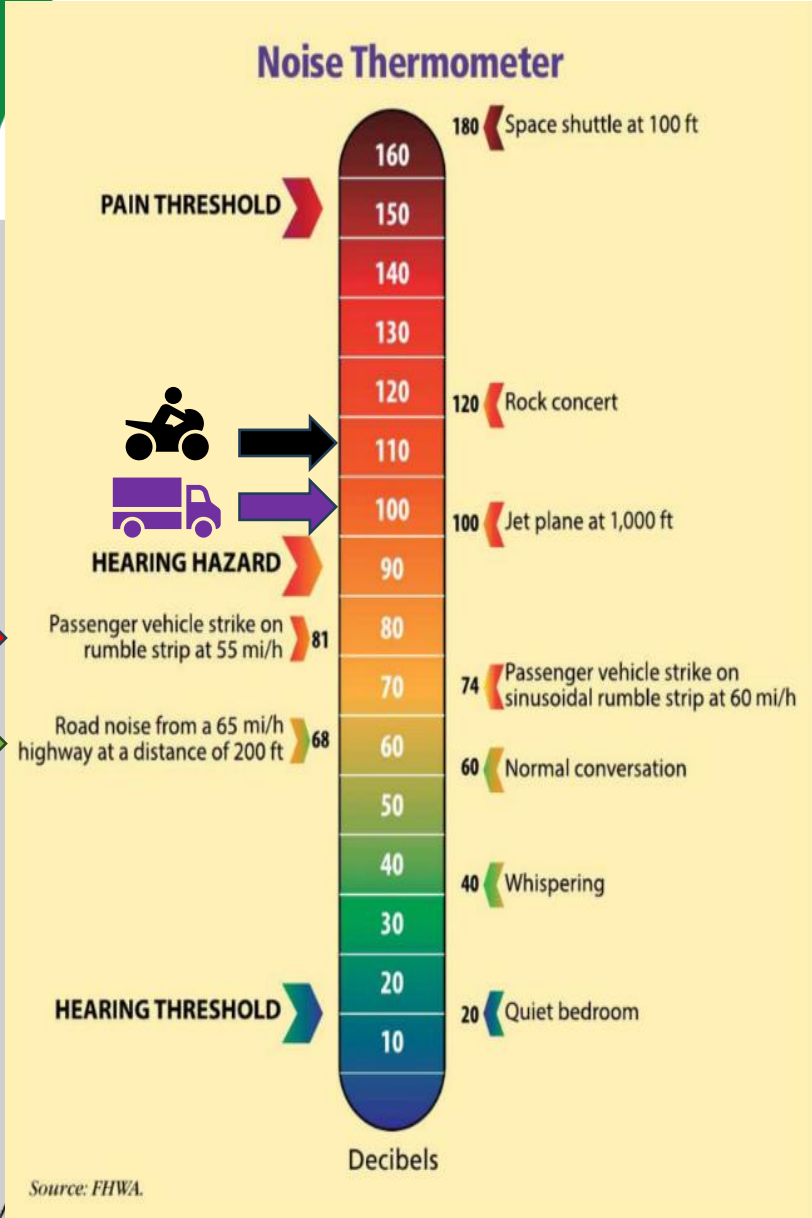 Noise Thermometer
180 Space shuttle at 100 ft
160
PAIN THRESHOLD
150
140
130
120
120 Rock concert
110
100
100 Jet plane at 1,000 ft
HEARING HAZARD
90
Passenger vehicle strike on
rumble strip at 55 mi/h
81
80
Passenger vehicle strike on
sinusoidal rumble strip at 60 mi/h
74
70
Road noise from a 65 mi/h
highway at a distance of 200 ft
68
60
60 Normal conversation
50
40
40 Whispering
30
20
HEARING THRESHOLD
20 Quiet bedroom
10
Decibels
Source: FHWA.